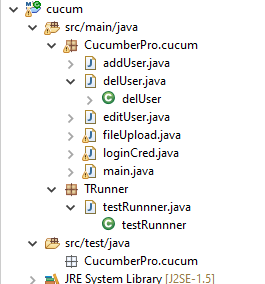 cucum
src/main/java
CucumberPro.cucum
addUser.java
delUser.java
delUser
editUser.java
fileUpload.java
loginCred.java
main.java
TRunner
testRunnner.java
testRunnner
src/test/java
CucumberPro.cucum
JRE System Library [J2SE-1.5]